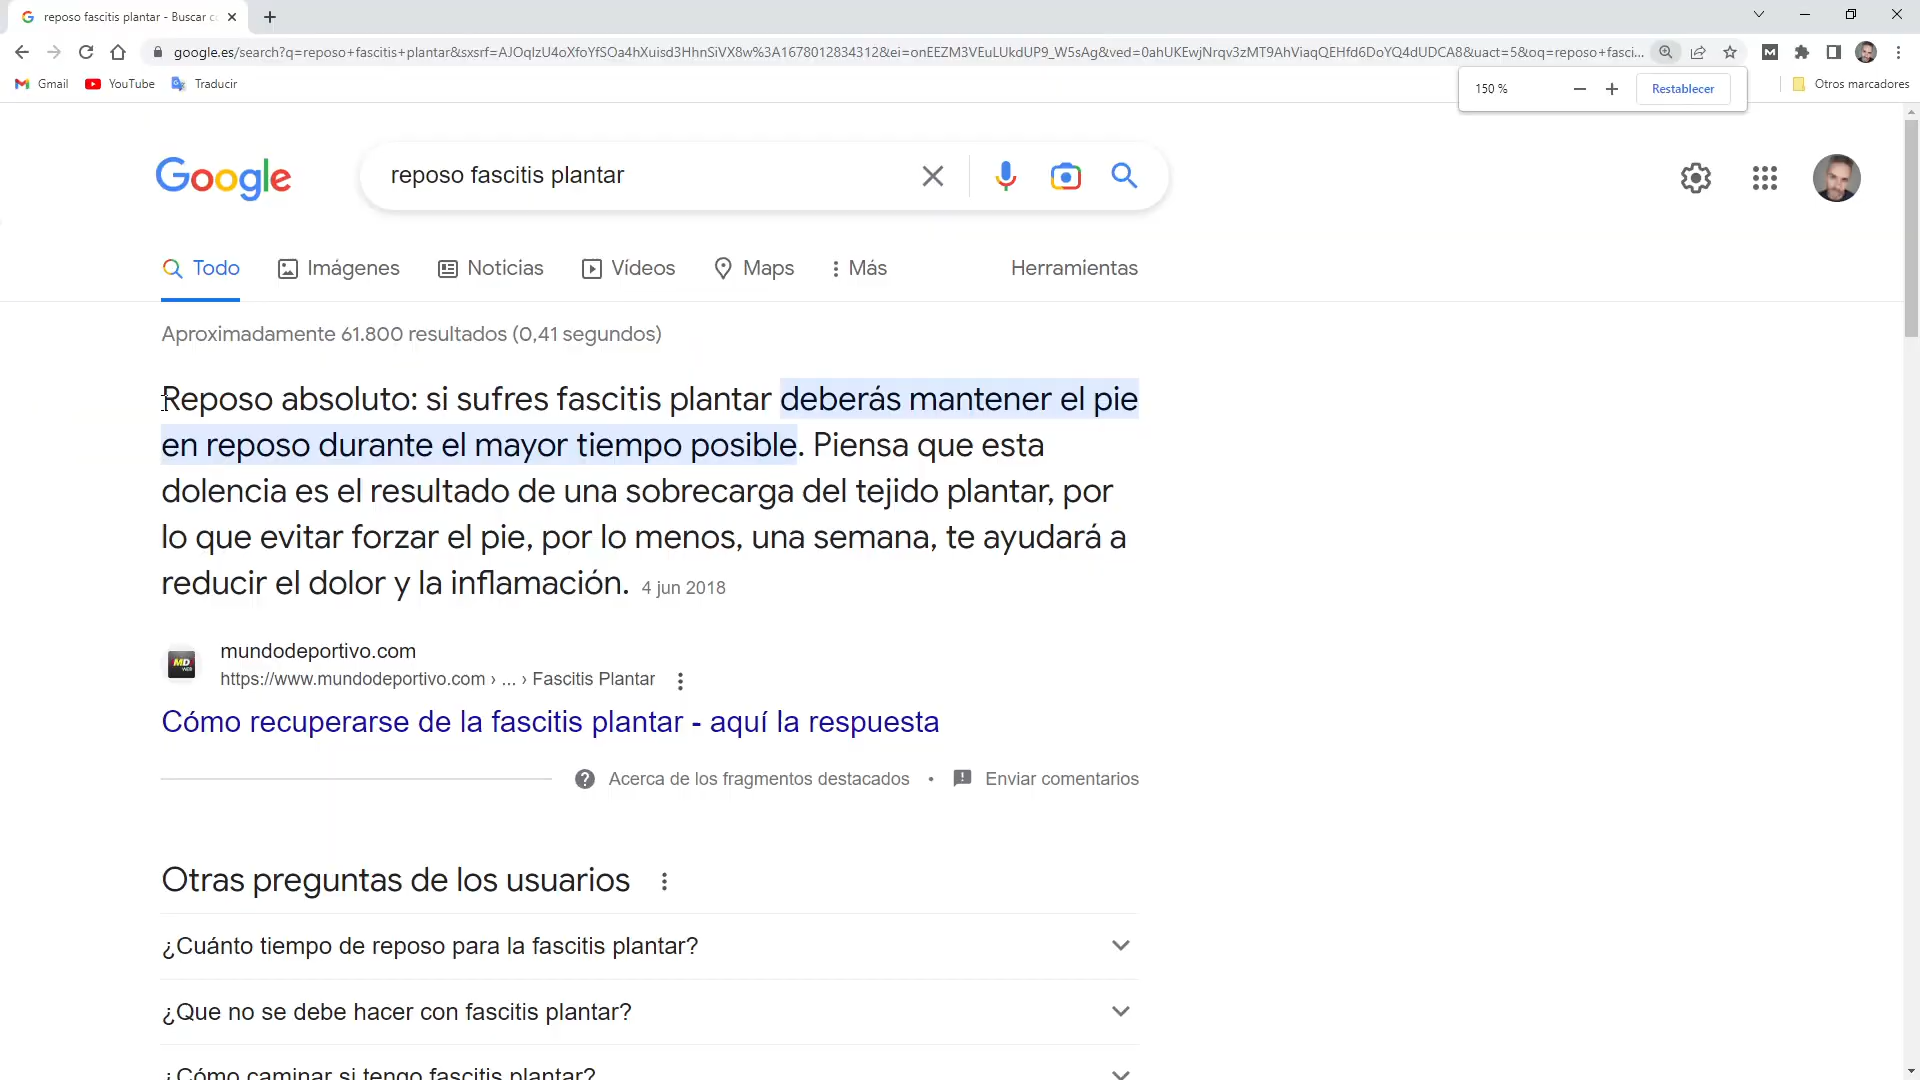 reposo fascitis plantar - Buscar c
google.es/search?q=reposo+fascitis+plantar&sxsrf=AJOqlzU4oXfoYfSOa4hXuisd3HhnSiVX8w%3A1678012834312&ei=onEEZM3VEuLUkdUP9_W5sAg&ved=0ahUKEwjNrqv3zMT9AhViaqQEHfd6DoYQ4dUDCA8&uact=5&oq=reposo+fasci...
Gmail
YouTube
Traducir
150 %
Restablecer
Otros marcadores
Google
reposo fascitis plantar
Todo
Imágenes
Noticias
Vídeos
Maps
Más
Herramientas
Aproximadamente 61.800 resultados (0,41 segundos)
Reposo absoluto: si sufres fascitis plantar deberás mantener el pie
en reposo durante el mayor tiempo posible. Piensa que esta
dolencia es el resultado de una sobrecarga del tejido plantar, por
lo que evitar forzar el pie, por lo menos, una semana, te ayudará a
reducir el dolor y la inflamación. 4 jun 2018
MD
WEB
mundodeportivo.com
https://www.mundodeportivo.com › ... › Fascitis Plantar
Cómo recuperarse de la fascitis plantar - aquí la respuesta
Acerca de los fragmentos destacados • Enviar comentarios
Otras preguntas de los usuarios
¿Cuánto tiempo de reposo para la fascitis plantar?
¿Que no se debe hacer con fascitis plantar?
¿Cómo caminar si tengo fascitis plantar?